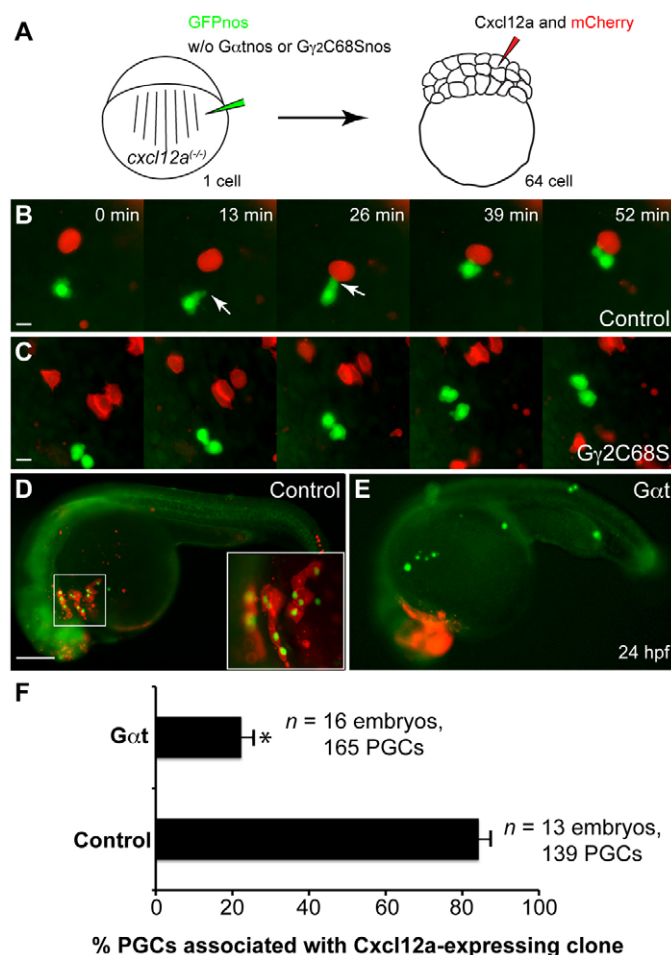 A
GFPnos
w/o Gαtnos or Gγ2C68Snos
cxcl12a(-/-)
1 cell
Cxcl12a and mCherry
64 cell
B
0 min
13 min
26 min
39 min
52 min
Control
C
Gγ2C68S
D
Control
E
Gαt
24 hpf
F
Gαt
*
n = 16 embryos,
165 PGCs
Control
n = 13 embryos,
139 PGCs
0
20
40
60
80
100
% PGCs associated with Cxcl12a-expressing clone